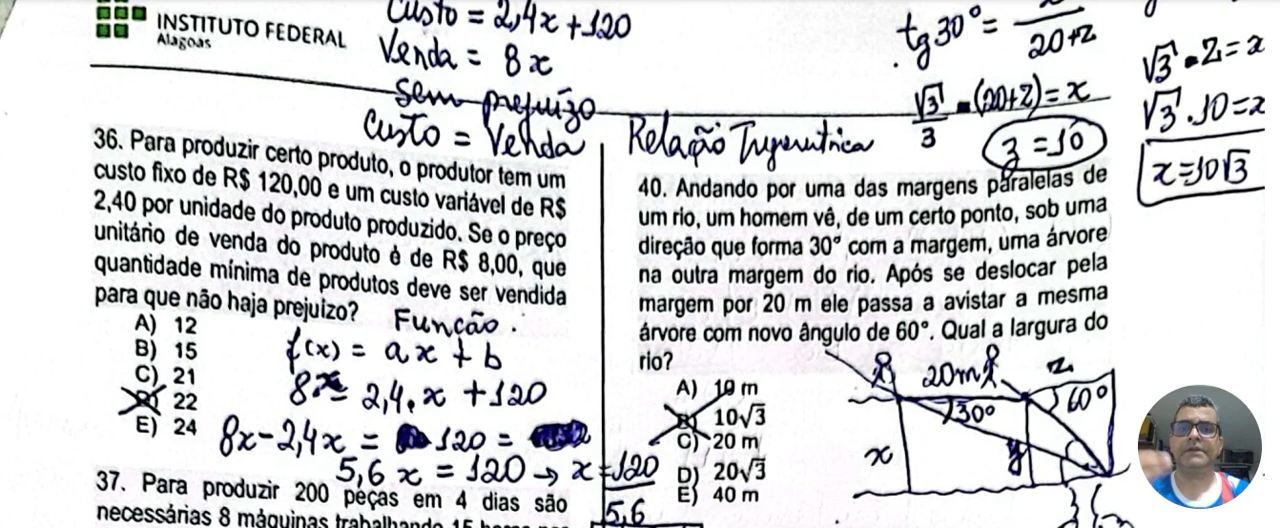 INSTITUTO FEDERAL
Alagoas
Custo = 2,4x+120
Venda = 8x
Sem prejuízo
Custo = Venda
36. Para produzir certo produto, o produtor tem um
custo fixo de R$ 120,00 e um custo variável de R$
2,40 por unidade do produto produzido. Se o preço
unitário de venda do produto é de R$ 8,00, que
quantidade mínima de produtos deve ser vendida
para que não haja prejuízo? Função.
A) 12
B) 15
C) 21
D) 22
E) 24
f(x) = ax + b
8x = 2,4.x + 120
8x-2,4x = 120 =
5,6x = 120 → x = 120
5,6
37. Para produzir 200 peças em 4 dias são
necessárias 8 máquinas trabalhando 15 horas por
tg30° =
20+z
√3/3 . (20+z) = x
z = 10
√3 . z = x
√3 . 10 = x
x = 10√3
Relação
40. Andando por uma das margens paralelas de
um rio, um homem vê, de um certo ponto, sob uma
direção que forma 30° com a margem, uma árvore
na outra margem do rio. Após se deslocar pela
margem por 20 m ele passa a avistar a mesma
árvore com novo ângulo de 60°. Qual a largura do
rio?
A) 10 m
B) 10√3
C) 20 m
D) 20√3
E) 40 m
20m
z
30°
60°
x
y